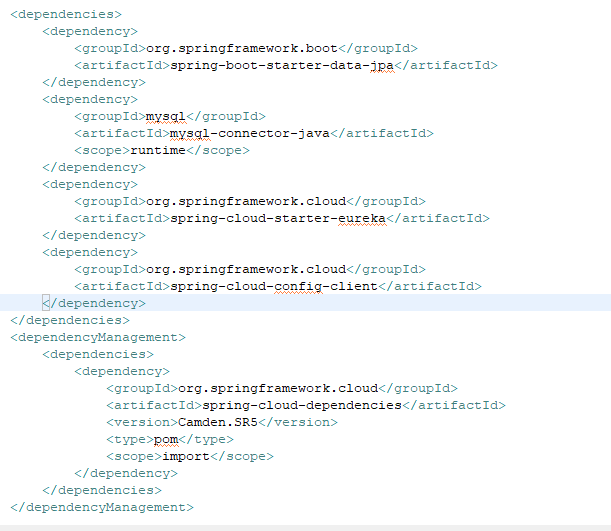 <dependencies>
<dependency>
<groupId>org.springframework.boot</groupId>
<artifactId>spring-boot-starter-data-jpa</artifactId>
</dependency>
<dependency>
<groupId>mysql</groupId>
<artifactId>mysql-connector-java</artifactId>
<scope>runtime</scope>
</dependency>
<dependency>
<groupId>org.springframework.cloud</groupId>
<artifactId>spring-cloud-starter-eureka</artifactId>
</dependency>
<dependency>
<groupId>org.springframework.cloud</groupId>
<artifactId>spring-cloud-config-client</artifactId>
</dependency>
</dependencies>
<dependencyManagement>
<dependencies>
<dependency>
<groupId>org.springframework.cloud</groupId>
<artifactId>spring-cloud-dependencies</artifactId>
<version>Camden.SR5</version>
<type>pom</type>
<scope>import</scope>
</dependency>
</dependencies>
</dependencyManagement>